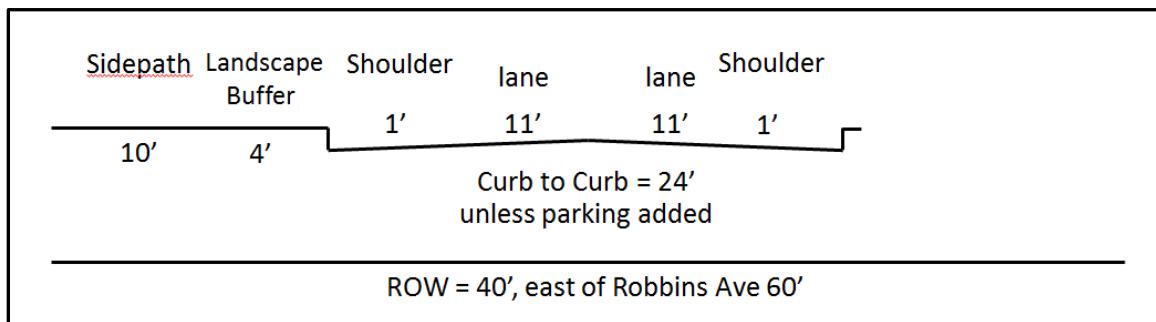 Sidepath Landscape Buffer Shoulder lane lane Shoulder
10’ 4’ 1’ 11’ 11’ 1’
Curb to Curb = 24’
unless parking added
ROW = 40’, east of Robbins Ave 60’